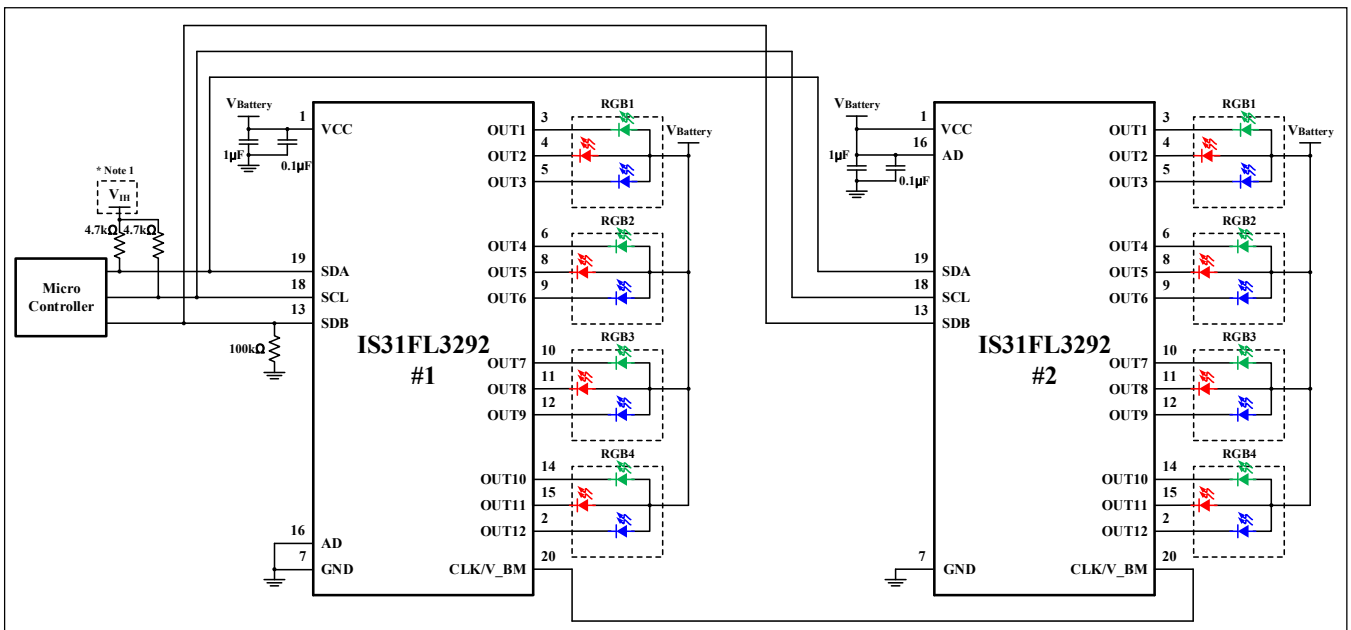 VBattery
1µF
0.1µF
1
VCC
* Note 1
VIH
4.7kΩ 4.7kΩ
Micro
Controller
19
SDA
18
SCL
13
SDB
100kΩ
IS31FL3292
#1
16
AD
7
GND
OUT1
3
OUT2
4
OUT3
5
OUT4
6
OUT5
8
OUT6
9
OUT7
10
OUT8
11
OUT9
12
OUT10
14
OUT11
15
OUT12
2
CLK/V_BM
20
RGB1
VBattery
RGB2
RGB3
RGB4
VBattery
1µF
0.1µF
1
VCC
16
AD
19
SDA
18
SCL
13
SDB
IS31FL3292
#2
7
GND
OUT1
3
OUT2
4
OUT3
5
OUT4
6
OUT5
8
OUT6
9
OUT7
10
OUT8
11
OUT9
12
OUT10
14
OUT11
15
OUT12
2
CLK/V_BM
20
RGB1
VBattery
RGB2
RGB3
RGB4